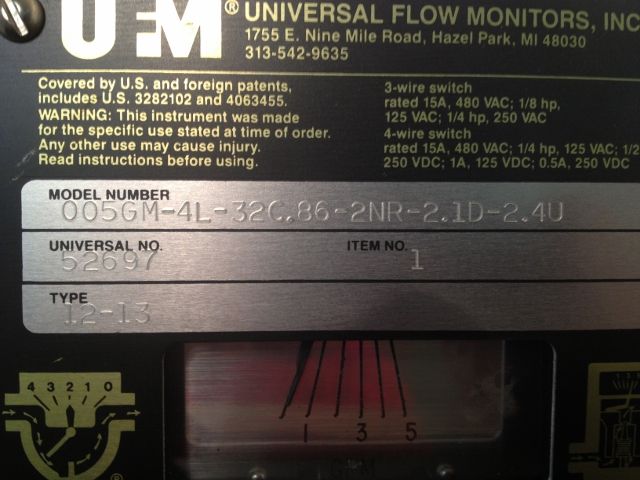 UFM® UNIVERSAL FLOW MONITORS, INC
1755 E. Nine Mile Road, Hazel Park, MI 48030
313-542-9635
Covered by U.S. and foreign patents,
includes U.S. 3282102 and 4063455.
WARNING: This instrument was made
for the specific use stated at time of order.
Any other use may cause injury.
Read instructions before using.
3-wire switch
rated 15A, 480 VAC; 1/8 hp,
125 VAC; 1/4 hp, 250 VAC
4-wire switch
rated 15A, 480 VAC; 1/4 hp, 125 VAC; 1/2
250 VDC; 1A, 125 VDC; 0.5A, 250 VDC
MODEL NUMBER
005GM-4L-32C.86-2NR-2.1D-2.4U
UNIVERSAL NO. ITEM NO.
52697 1
TYPE
12-13
4 3 2 1 0
1 3 5
GPM
®